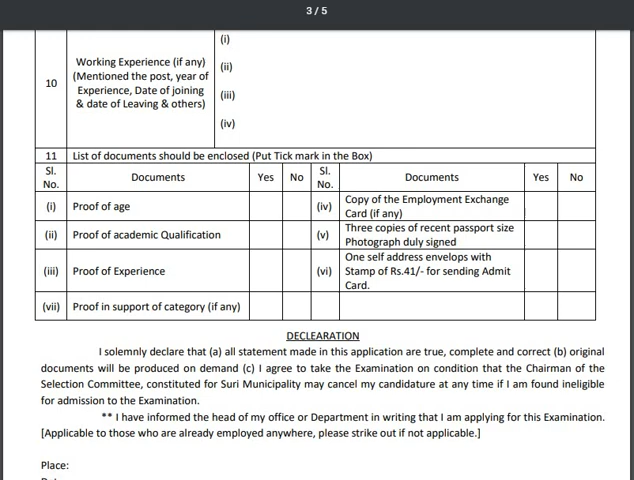 3 / 5
(i)
Working Experience (if any)
(ii)
(Mentioned the post, year of
10
Experience, Date of joining
(iii)
& date of Leaving & others)
(iv)
11 List of documents should be enclosed (Put Tick mark in the Box)
Sl. No. Documents Yes No Sl. No. Documents Yes No
(i) Proof of age (iv) Copy of the Employment Exchange
Card (if any)
(ii) Proof of academic Qualification (v) Three copies of recent passport size
Photograph duly signed
(iii) Proof of Experience (vi) One self address envelops with
Stamp of Rs.41/- for sending Admit
Card.
(vii) Proof in support of category (if any)
DECLEARATION
I solemnly declare that (a) all statement made in this application are true, complete and correct (b) original
documents will be produced on demand (c) I agree to take the Examination on condition that the Chairman of the
Selection Committee, constituted for Suri Municipality may cancel my candidature at any time if I am found ineligible
for admission to the Examination.
** I have informed the head of my office or Department in writing that I am applying for this Examination.
[Applicable to those who are already employed anywhere, please strike out if not applicable.]
Place: